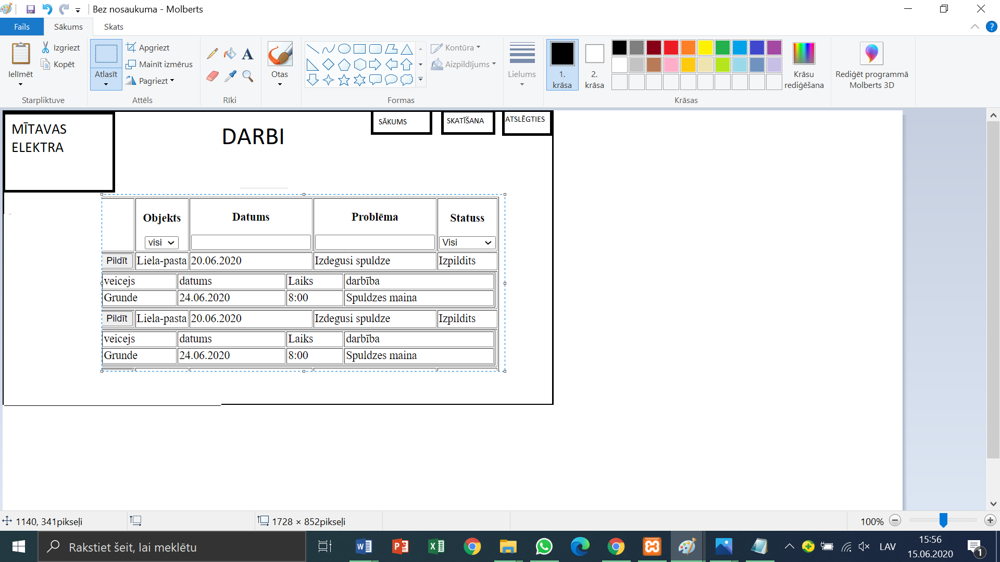 Bez nosaukuma - Molberts
Fails Sākums Skats
Ielīmēt
Izgriezt
Kopēt
Starpliktuve
Atlasīt
Apgriezt
Mainīt izmērus
Pagriezt
Attēls
Rīki
Otas
Formas
Kontūra
Aizpildījums
Lielums
1. krāsa
2. krāsa
Krāsas
Krāsu rediģēšana
Rediģēt programmā Molberts 3D
MĪTAVAS
ELEKTRA
DARBI
SĀKUMS
SKATĪŠANA
ATSLĒGTIES
Objekts Datums Problēma Statuss
visi Visi
Pildīt Liela-pasta 20.06.2020 Izdegusi spuldze Izpildits
veicejs datums Laiks darbība
Grunde 24.06.2020 8:00 Spuldzes maina
Pildīt Liela-pasta 20.06.2020 Izdegusi spuldze Izpildits
veicejs datums Laiks darbība
Grunde 24.06.2020 8:00 Spuldzes maina
1140, 341pikseļi 1728 × 852pikseļi 100%
Rakstiet šeit, lai meklētu
LAV
15:56
15.06.2020
1